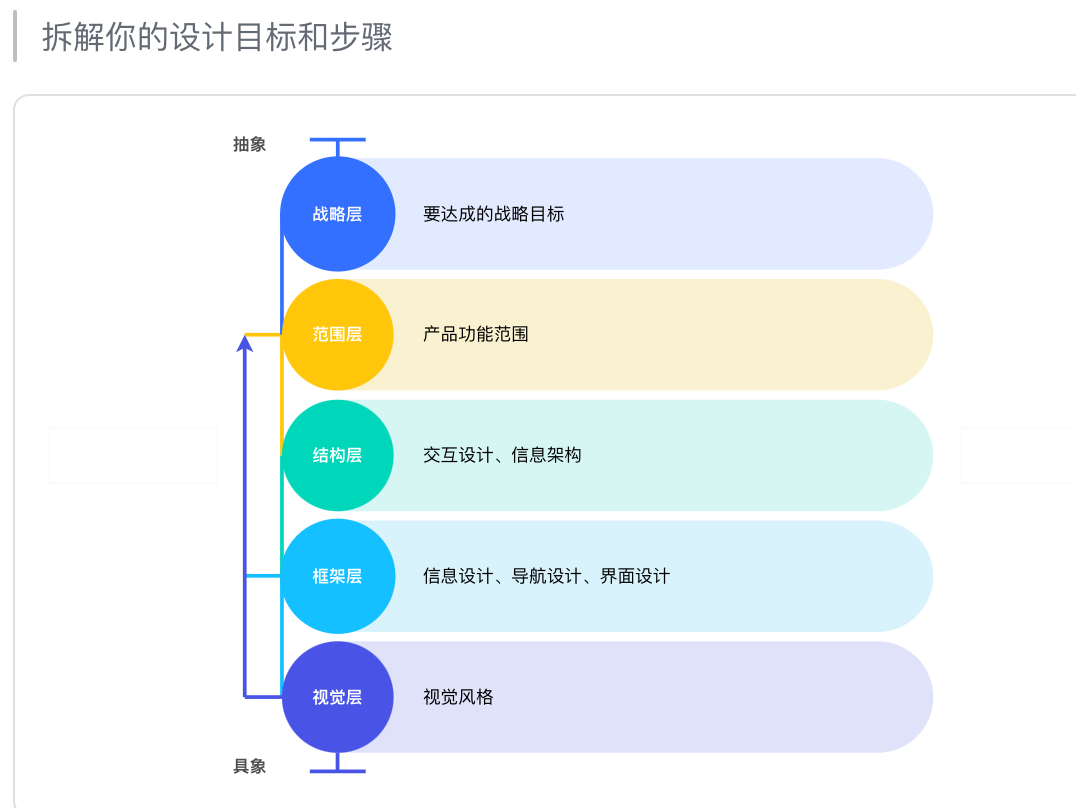 拆解你的设计目标和步骤
抽象
战略层 要达成的战略目标
范围层 产品功能范围
结构层 交互设计、信息架构
框架层 信息设计、导航设计、界面设计
视觉层 视觉风格
具象